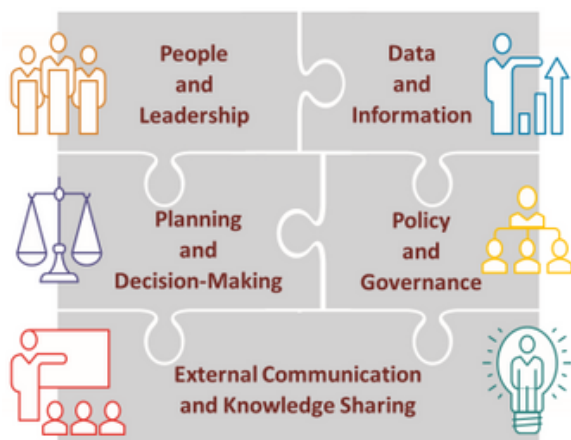 People
and
Leadership
Data
and
Information
Planning
and
Decision-Making
Policy
and
Governance
External Communication
and Knowledge Sharing